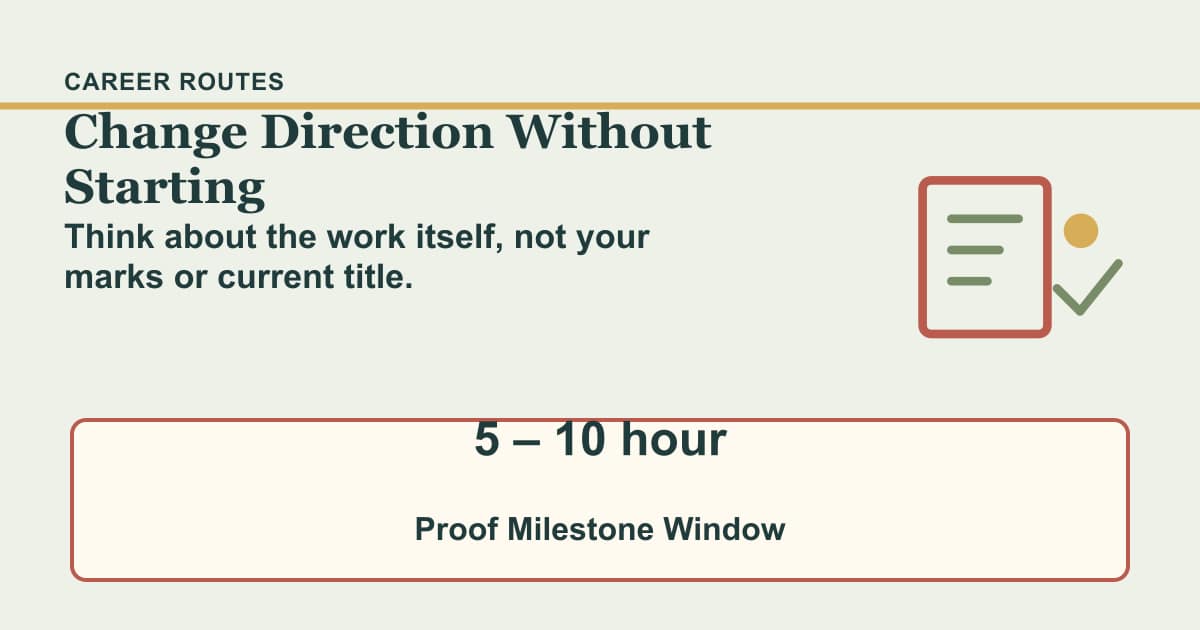 CAREER ROUTES
Change Direction Without
Starting
Think about the work itself, not your
marks or current title.
5 – 10 hour
Proof Milestone Window